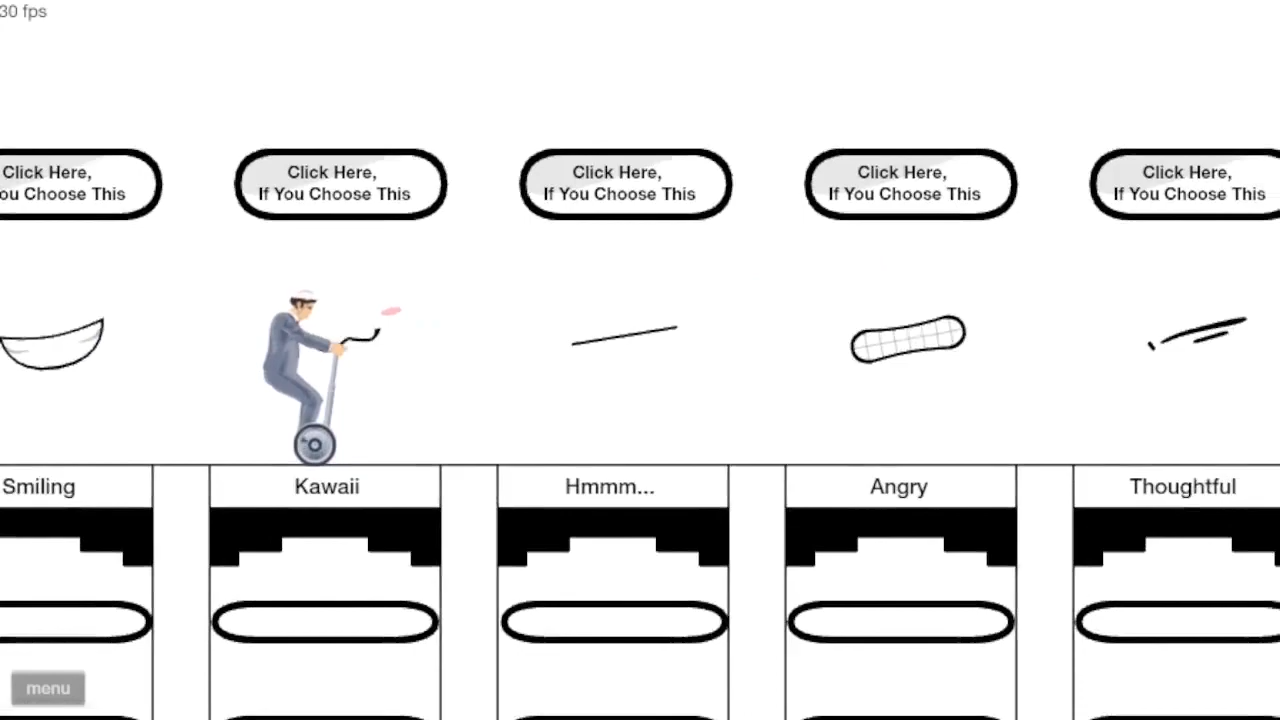 30 fps
Click Here,
ou Choose This
Click Here,
If You Choose This
Click Here,
If You Choose This
Click Here,
If You Choose This
Click Here,
If You Choose This
Smiling
Kawaii
Hmmm...
Angry
Thoughtful
menu